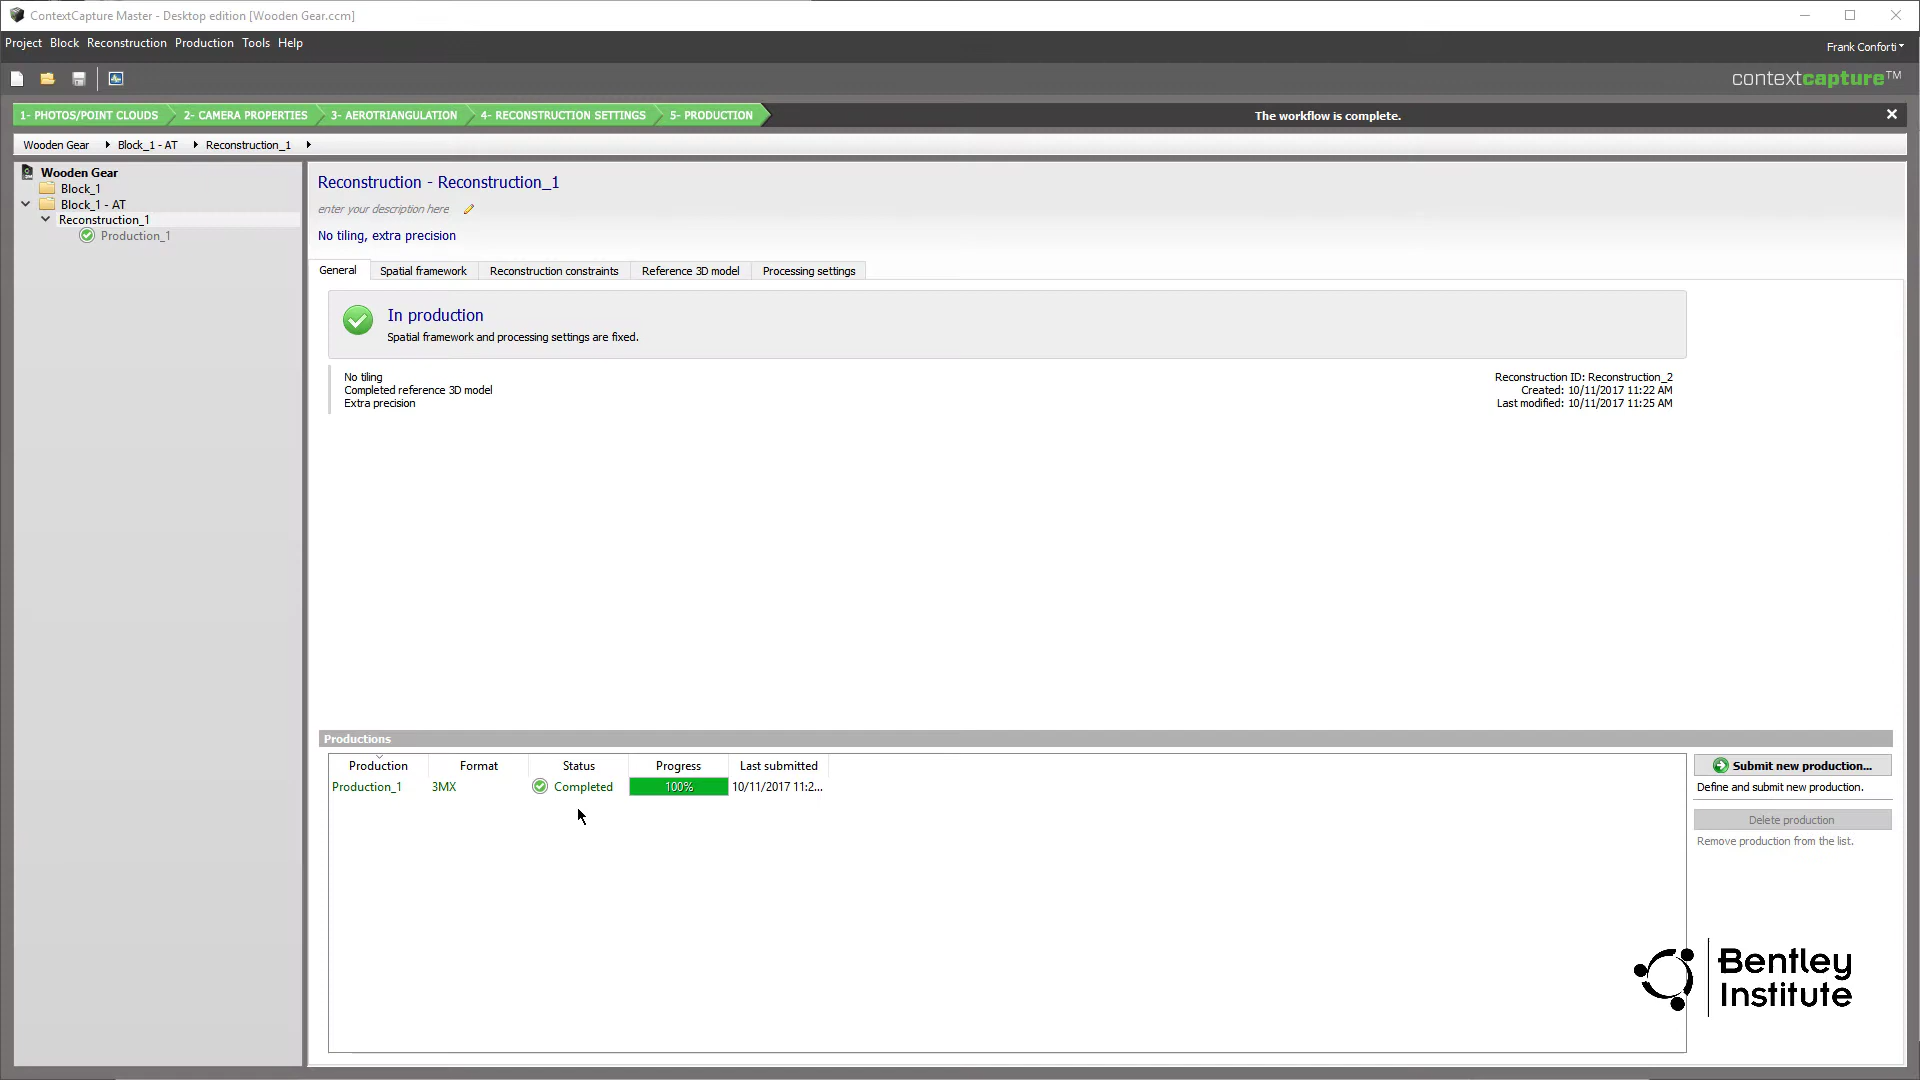 ContextCapture Master - Desktop edition [Wooden Gear.ccm]
Project Block Reconstruction Production Tools Help
Frank Conforti
contextcapture™
1- PHOTOS/POINT CLOUDS 2- CAMERA PROPERTIES 3- AEROTRIANGULATION 4- RECONSTRUCTION SETTINGS 5- PRODUCTION The workflow is complete.
Wooden Gear Block_1 - AT Reconstruction_1
Wooden Gear
Block_1
Block_1 - AT
Reconstruction_1
Production_1
Reconstruction - Reconstruction_1
enter your description here
No tiling, extra precision
General Spatial framework Reconstruction constraints Reference 3D model Processing settings
In production
Spatial framework and processing settings are fixed.
No tiling
Completed reference 3D model
Extra precision
Reconstruction ID: Reconstruction_2
Created: 10/11/2017 11:22 AM
Last modified: 10/11/2017 11:25 AM
Productions
Production Format Status Progress Last submitted
Production_1 3MX Completed 100% 10/11/2017 11:2...
Submit new production...
Define and submit new production.
Delete production
Remove production from the list.
Bentley
Institute